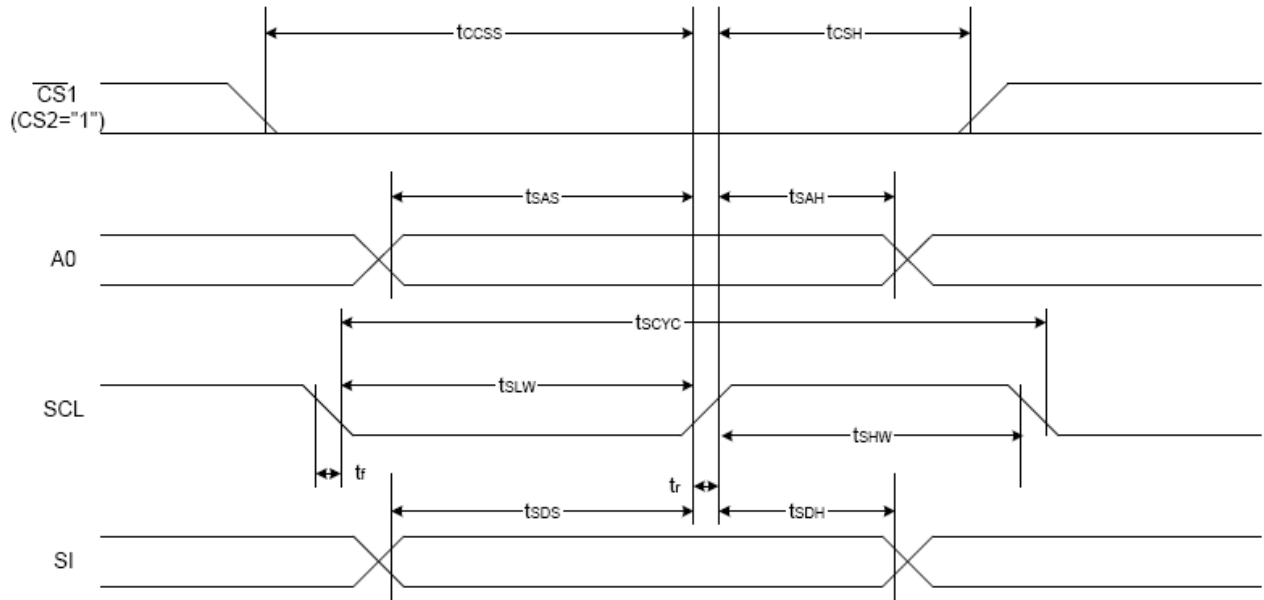 tCCSS
tCSH
CS1
(CS2="1")
tSAS
tSAH
A0
tSCYC
tSLW
SCL
tSHW
tf
tr
tSDS
tSDH
SI